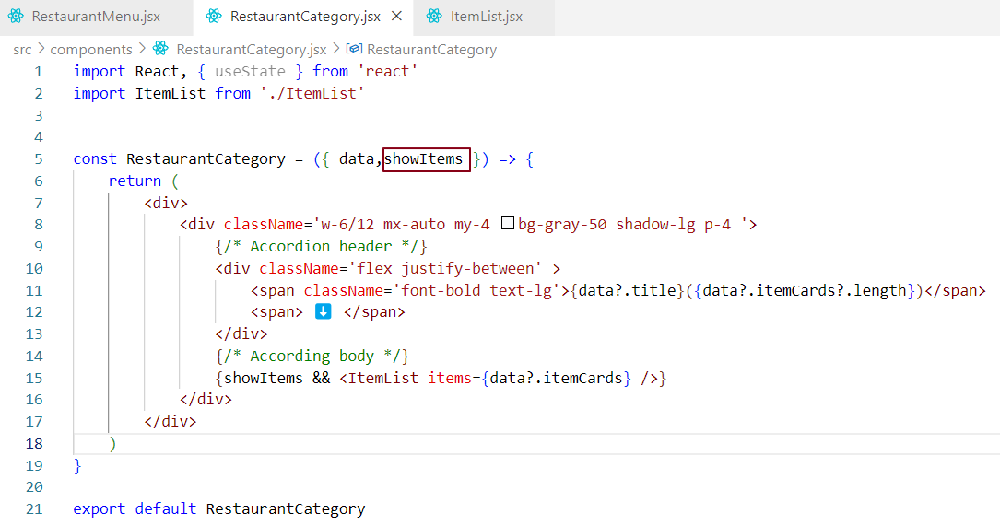 RestaurantMenu.jsx RestaurantCategory.jsx × ItemList.jsx
src > components > RestaurantCategory.jsx > RestaurantCategory
1 import React, { useState } from 'react'
2 import ItemList from './ItemList'
3
4
5 const RestaurantCategory = ({ data,showItems }) => {
6 return (
7 <div>
8 <div className='w-6/12 mx-auto my-4 bg-gray-50 shadow-lg p-4 '>
9 {/* Accordion header */}
10 <div className='flex justify-between' >
11 <span className='font-bold text-lg'>{data?.title}({data?.itemCards?.length})</span>
12 <span> ⬇️ </span>
13 </div>
14 {/* According body */}
15 {showItems && <ItemList items={data?.itemCards} />}
16 </div>
17 </div>
18 )
19 }
20
21 export default RestaurantCategory